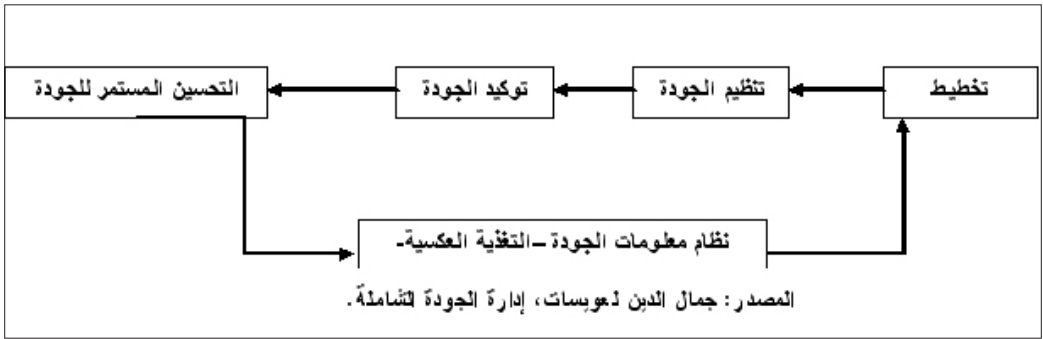 تخطيط
تنظيم الجودة
توكيد الجودة
التحسين المستمر للجودة
نظام معلومات الجودة –التغذية العكسية-
المصدر: جمال الدين لعويسات، إدارة الجودة الشاملة.